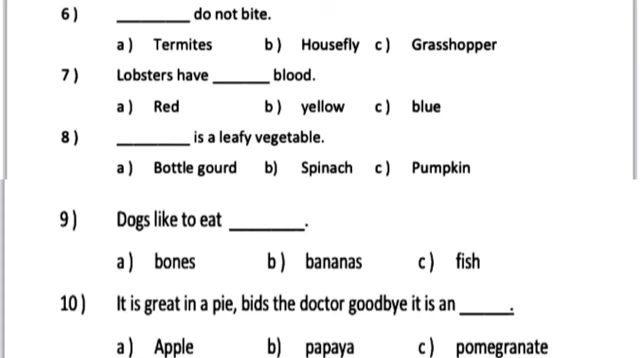 6) ________ do not bite.
a) Termites b) Housefly c) Grasshopper
7) Lobsters have ______ blood.
a) Red b) yellow c) blue
8) ________ is a leafy vegetable.
a) Bottle gourd b) Spinach c) Pumpkin
9) Dogs like to eat ________.
a) bones b) bananas c) fish
10) It is great in a pie, bids the doctor goodbye it is an ______.
a) Apple b) papaya c) pomegranate